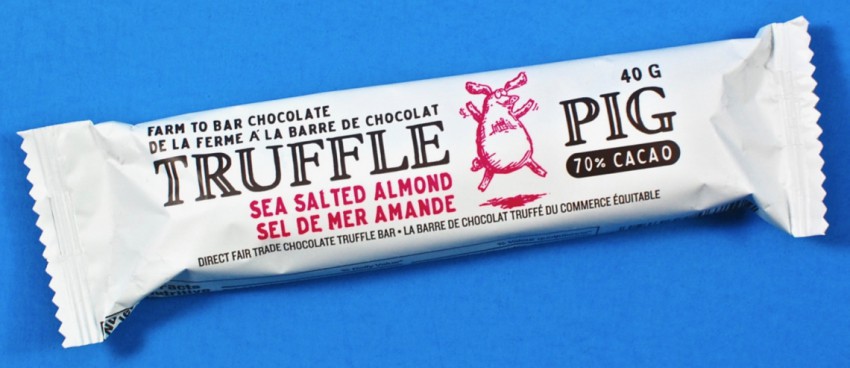 FARM TO BAR CHOCOLATE
DE LA FERME À LA BARRE DE CHOCOLAT
TRUFFLE PIG
40 G
70% CACAO
SEA SALTED ALMOND
SEL DE MER AMANDE
DIRECT FAIR TRADE CHOCOLATE TRUFFLE BAR • LA BARRE DE CHOCOLAT TRUFFÉ DU COMMERCE ÉQUITABLE